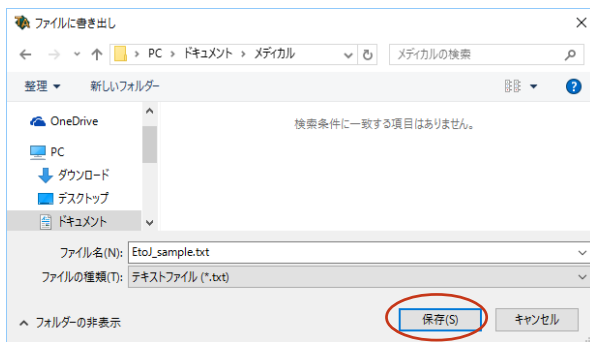 ファイルに書き出し
PC › ドキュメント › メディカル
メディカルの検索
整理
新しいフォルダー
OneDrive
PC
ダウンロード
デスクトップ
ドキュメント
検索条件に一致する項目はありません。
ファイル名(N): EtoJ_sample.txt
ファイルの種類(T): テキストファイル (*.txt)
フォルダーの非表示
保存(S)
キャンセル